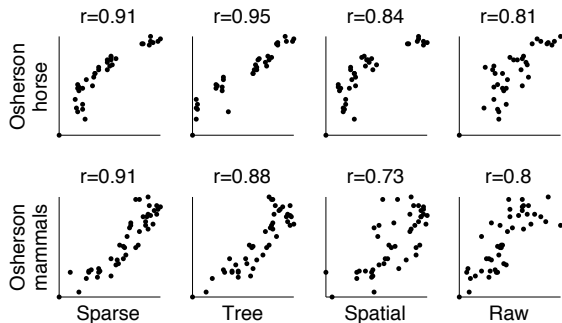 r=0.91 r=0.95 r=0.84 r=0.81
Osherson
horse
r=0.91 r=0.88 r=0.73 r=0.8
Osherson
mammals
Sparse Tree Spatial Raw